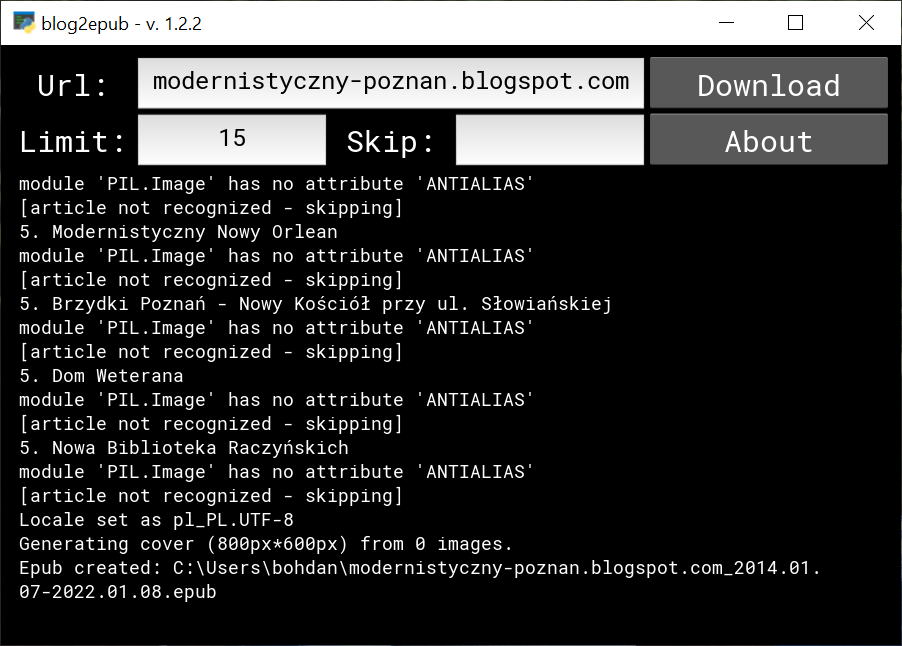 blog2epub - v. 1.2.2
Url: modernistyczny-poznan.blogspot.com Download
Limit: 15 Skip: About
module 'PIL.Image' has no attribute 'ANTIALIAS'
[article not recognized - skipping]
5. Modernistyczny Nowy Orlean
module 'PIL.Image' has no attribute 'ANTIALIAS'
[article not recognized - skipping]
5. Brzydki Poznań - Nowy Kościół przy ul. Słowiańskiej
module 'PIL.Image' has no attribute 'ANTIALIAS'
[article not recognized - skipping]
5. Dom Weterana
module 'PIL.Image' has no attribute 'ANTIALIAS'
[article not recognized - skipping]
5. Nowa Biblioteka Raczyńskich
module 'PIL.Image' has no attribute 'ANTIALIAS'
[article not recognized - skipping]
Locale set as pl_PL.UTF-8
Generating cover (800px*600px) from 0 images.
Epub created: C:\Users\bohdan\modernistyczny-poznan.blogspot.com_2014.01.
07-2022.01.08.epub